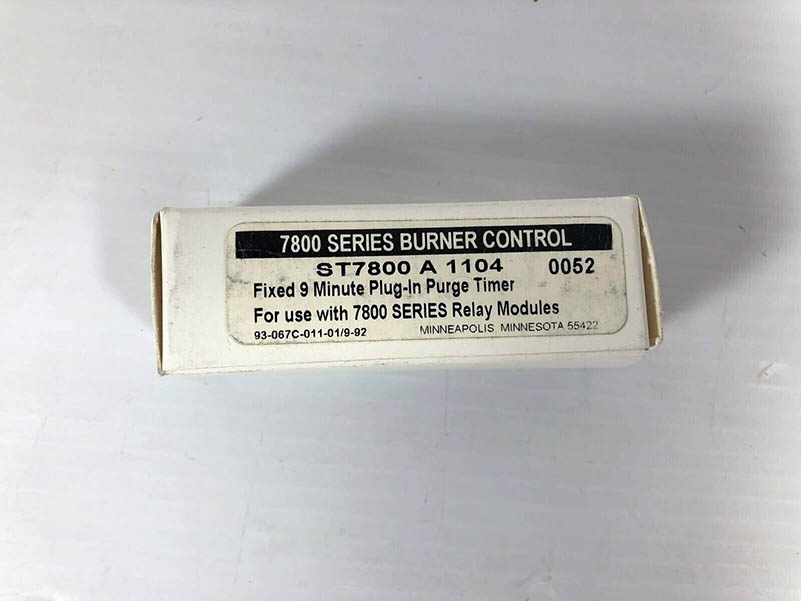 7800 SERIES BURNER CONTROL
ST7800 A 1104 0052
Fixed 9 Minute Plug-In Purge Timer
For use with 7800 SERIES Relay Modules
93-067C-011-01/9-92 MINNEAPOLIS, MINNESOTA 55422